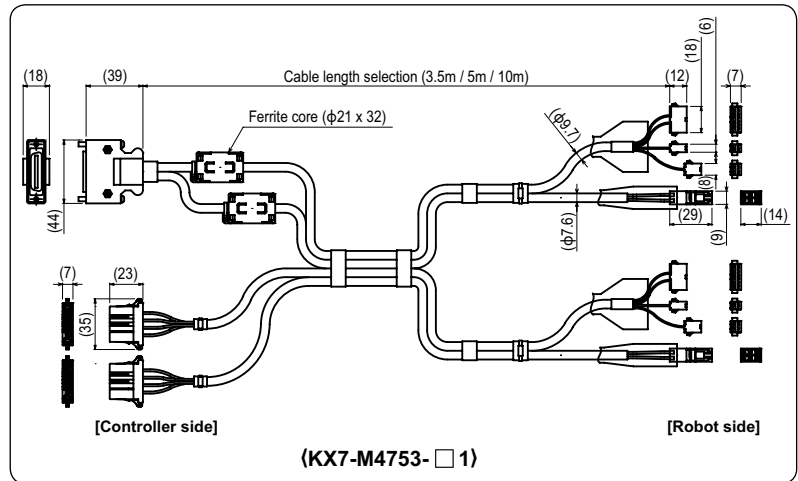 (6)
(18)
(18)
(39)
Cable length selection (3.5m / 5m / 10m)
(12)
(7)
Ferrite core (ϕ21 x 32)
(ϕ9.7)
(44)
(8)
(29)
(14)
(9)
(ϕ7.6)
(7)
(23)
(35)
[Controller side]
[Robot side]
⟨KX7-M4753- □ 1⟩